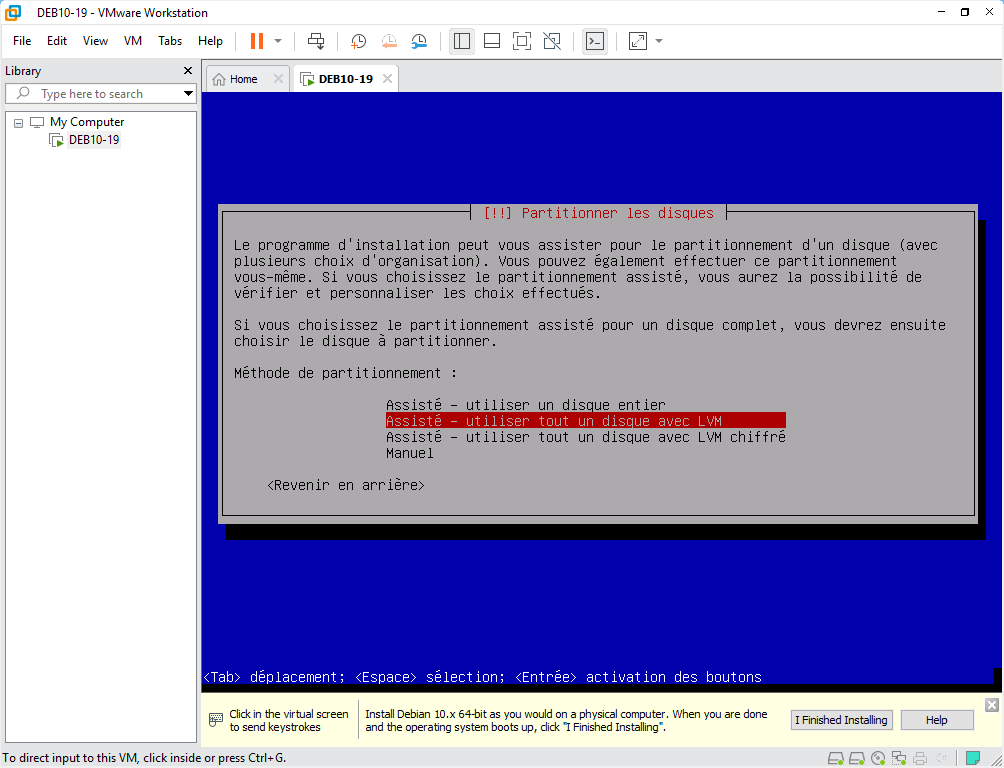 DEB10-19 - VMware Workstation
File Edit View VM Tabs Help
Library
Type here to search
My Computer
DEB10-19
Home
DEB10-19
[!!] Partitionner les disques
Le programme d'installation peut vous assister pour le partitionnement d'un disque (avec
plusieurs choix d'organisation). Vous pouvez également effectuer ce partitionnement
vous-même. Si vous choisissez le partitionnement assisté, vous aurez la possibilité de
vérifier et personnaliser les choix effectués.
Si vous choisissez le partitionnement assisté pour un disque complet, vous devrez ensuite
choisir le disque à partitionner.
Méthode de partitionnement :
Assisté - utiliser un disque entier
Assisté - utiliser tout un disque avec LVM
Assisté - utiliser tout un disque avec LVM chiffré
Manuel
<Revenir en arrière>
<Tab> déplacement; <Espace> sélection; <Entrée> activation des boutons
Click in the virtual screen
to send keystrokes
Install Debian 10.x 64-bit as you would on a physical computer. When you are done
and the operating system boots up, click "I Finished Installing".
I Finished Installing
Help
To direct input to this VM, click inside or press Ctrl+G.